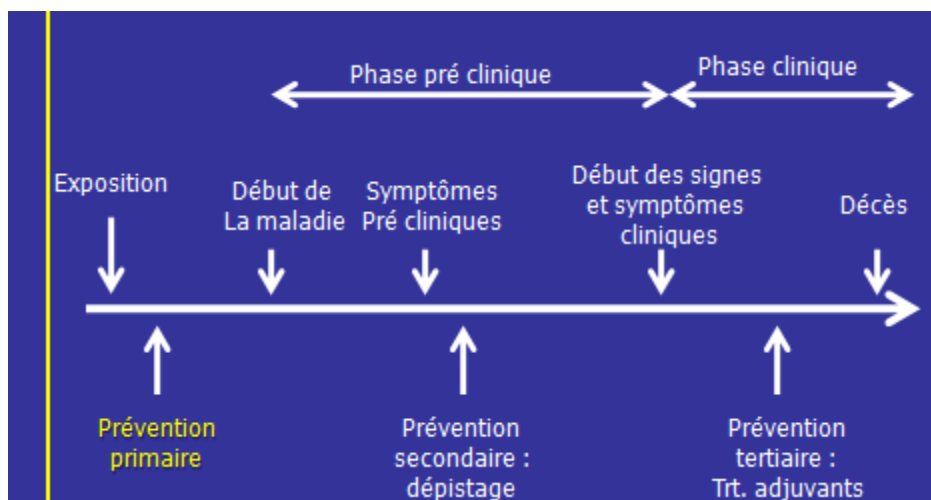 Phase pré clinique
Phase clinique
Exposition
Début de
La maladie
Symptômes
Pré cliniques
Début des signes
et symptômes
cliniques
Décès
Prévention
primaire
Prévention
secondaire :
dépistage
Prévention
tertiaire :
Trt. adjuvants